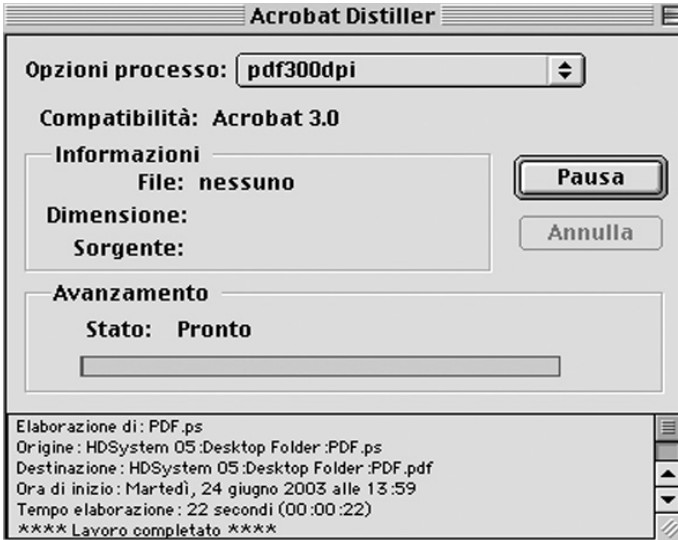 Acrobat Distiller
Opzioni processo: pdf300dpi
Compatibilità: Acrobat 3.0
Informazioni
File: nessuno
Pausa
Dimensione:
Annulla
Sorgente:
Avanzamento
Stato: Pronto
Elaborazione di: PDF.ps
Origine: HDSystem 05:Desktop Folder:PDF.ps
Destinazione: HDSystem 05:Desktop Folder:PDF.pdf
Ora di inizio: Martedì, 24 giugno 2003 alle 13:59
Tempo elaborazione: 22 secondi (00:00:22)
**** Lavoro completato ****